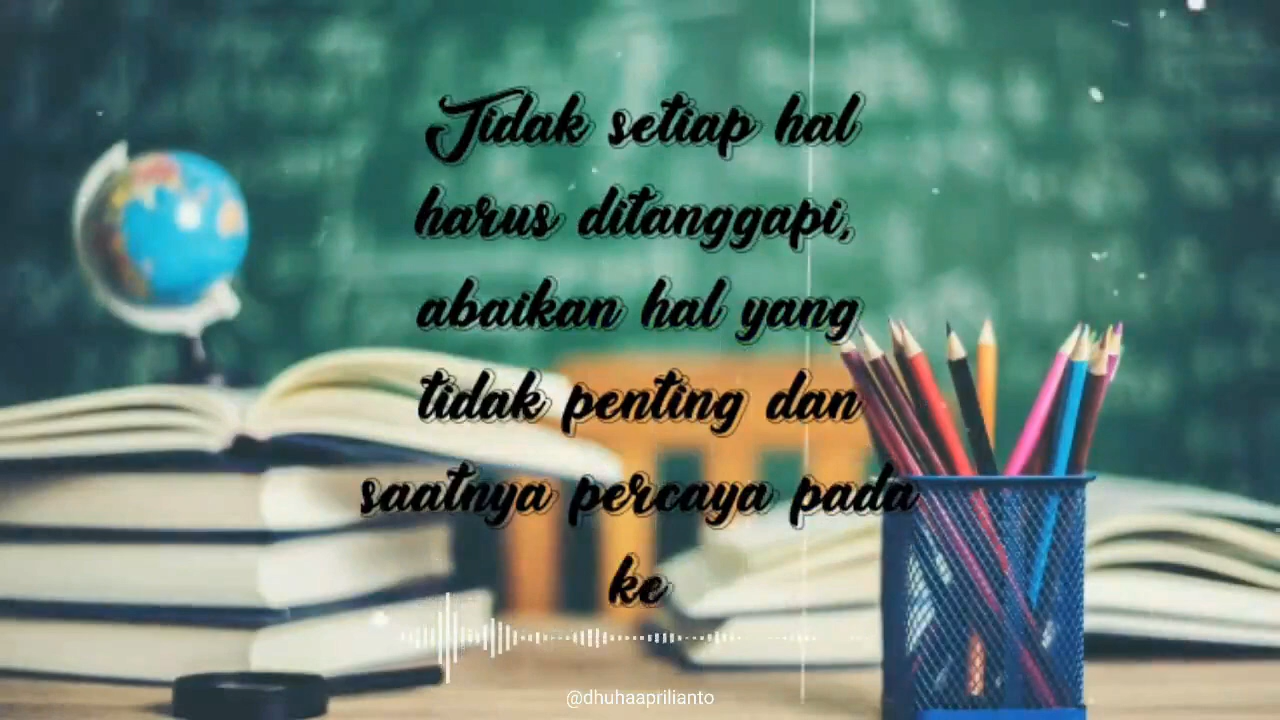 Tidak setiap hal
harus ditanggapi,
abaikan hal yang
tidak penting dan
saatnya percaya pada
ke
@dhuhaaprilianto